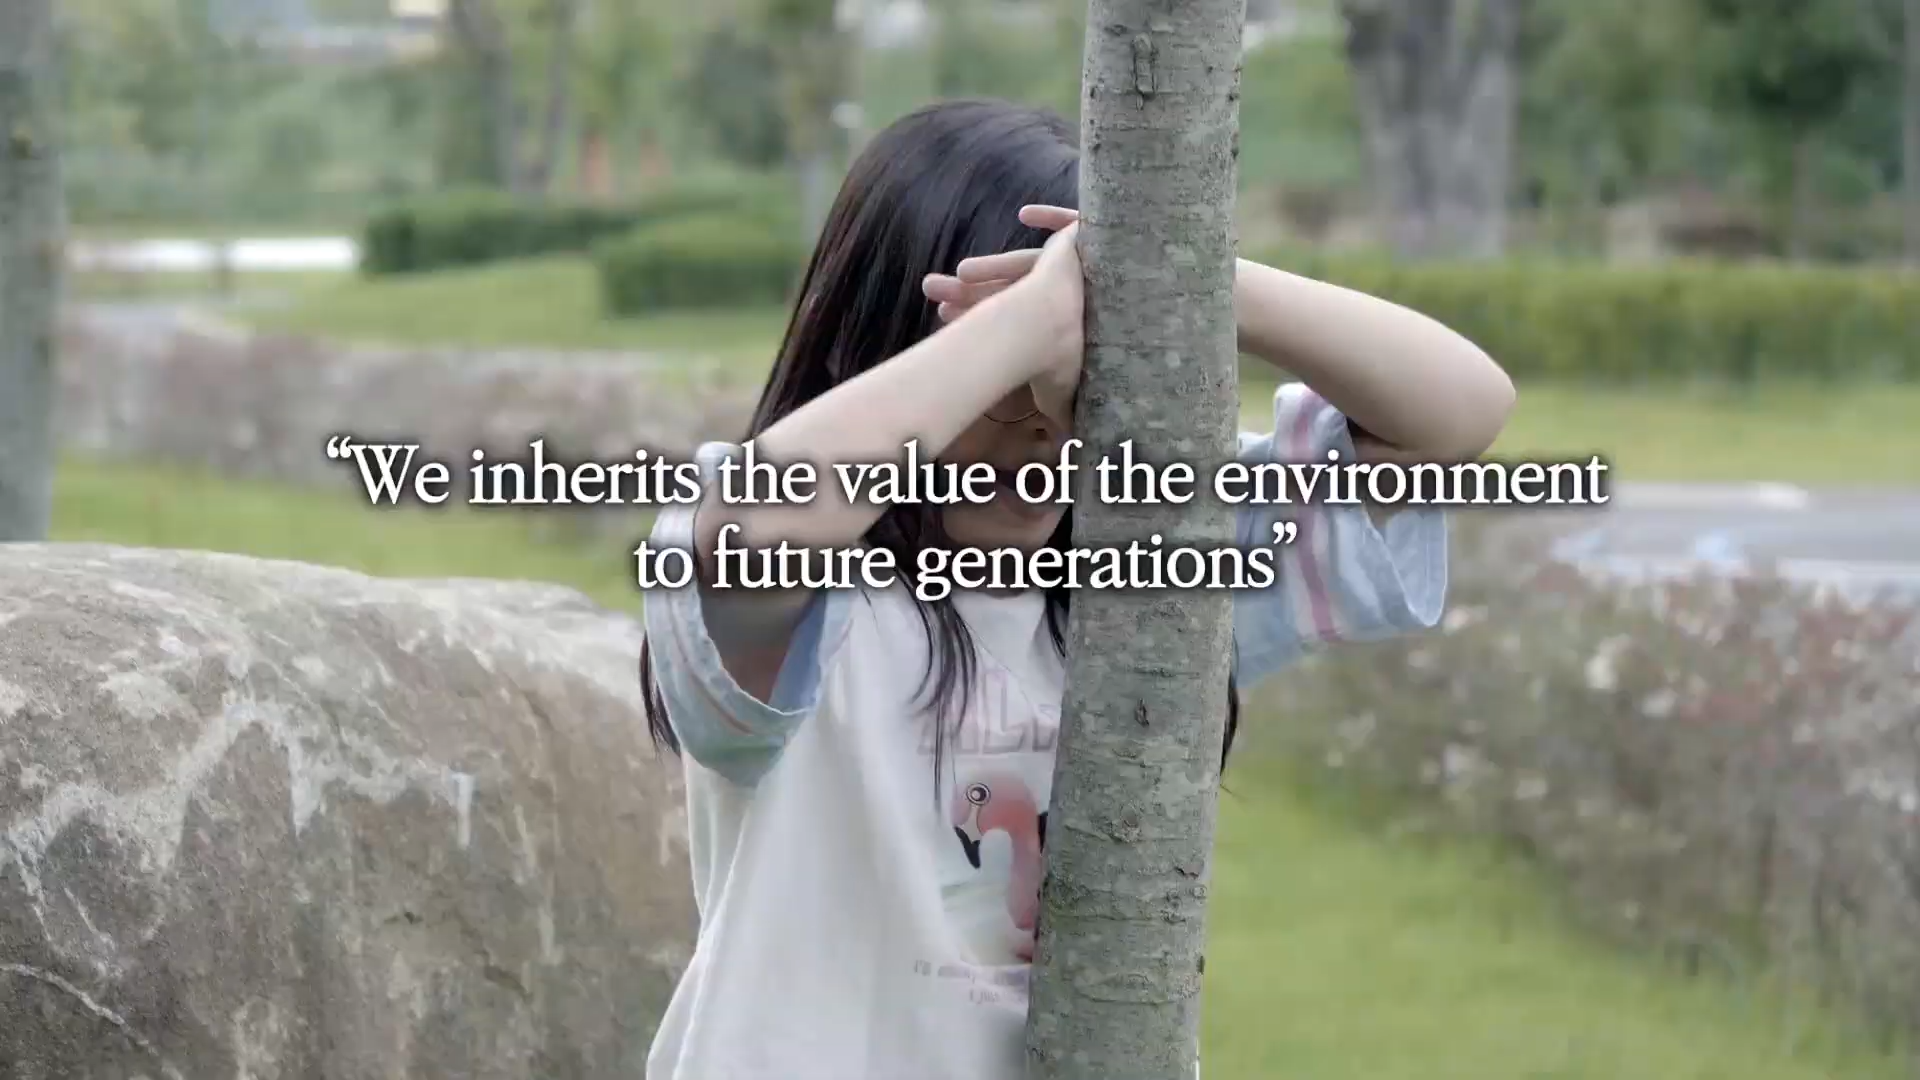 “We inherits the value of the environment
to future generations”